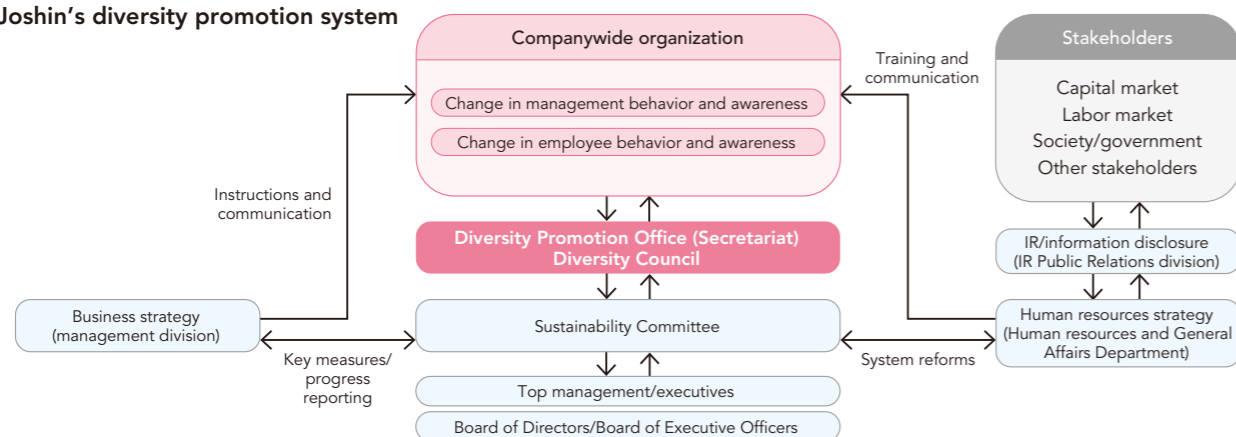 Joshin's diversity promotion system
Companywide organization
Change in management behavior and awareness
Change in employee behavior and awareness
Training and
communication
Stakeholders
Capital market
Labor market
Society/government
Other stakeholders
Instructions and
communication
Diversity Promotion Office (Secretariat)
Diversity Council
IR/information disclosure
(IR Public Relations division)
Business strategy
(management division)
Sustainability Committee
Human resources strategy
(Human resources and General
Affairs Department)
Key measures/
progress
reporting
System reforms
Top management/executives
Board of Directors/Board of Executive Officers